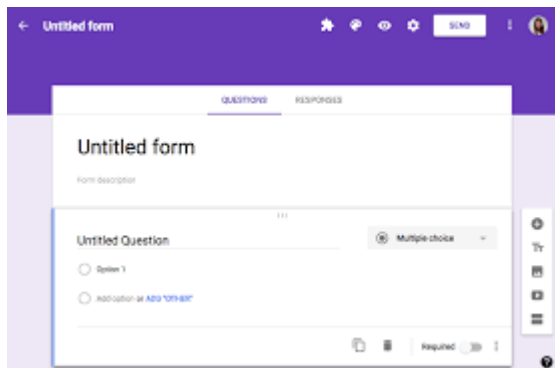 Untitled form
SEND
QUESTIONS RESPONSES
Untitled form
Form description
Untitled Question
Multiple choice
Option 1
Add option or ADD "OTHER"
Required
Tт